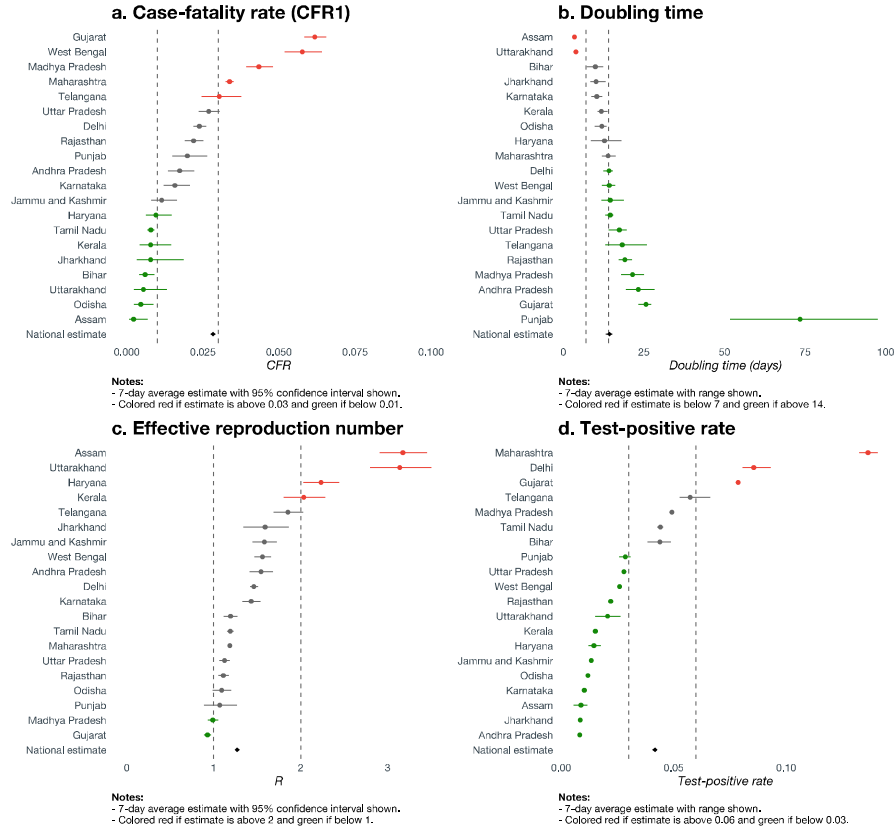 a. Case-fatality rate (CFR1)
Gujarat
West Bengal
Madhya Pradesh
Maharashtra
Telangana
Uttar Pradesh
Delhi
Rajasthan
Punjab
Andhra Pradesh
Karnataka
Jammu and Kashmir
Haryana
Tamil Nadu
Kerala
Jharkhand
Bihar
Uttarakhand
Odisha
Assam
National estimate
0.000 0.025 0.050 0.075 0.100
CFR
Notes:
- 7-day average estimate with 95% confidence interval shown.
- Colored red if estimate is above 0.03 and green if below 0.01.
b. Doubling time
Assam
Uttarakhand
Bihar
Jharkhand
Karnataka
Kerala
Odisha
Haryana
Maharashtra
Delhi
West Bengal
Jammu and Kashmir
Tamil Nadu
Uttar Pradesh
Telangana
Rajasthan
Madhya Pradesh
Andhra Pradesh
Gujarat
Punjab
National estimate
0 25 50 75 100
Doubling time (days)
Notes:
- 7-day average estimate with range shown.
- Colored red if estimate is below 7 and green if above 14.
c. Effective reproduction number
Assam
Uttarakhand
Haryana
Kerala
Telangana
Jharkhand
Jammu and Kashmir
West Bengal
Andhra Pradesh
Delhi
Karnataka
Bihar
Tamil Nadu
Maharashtra
Uttar Pradesh
Rajasthan
Odisha
Punjab
Madhya Pradesh
Gujarat
National estimate
0 1 2 3
R
Notes:
- 7-day average estimate with 95% confidence interval shown.
- Colored red if estimate is above 2 and green if below 1.
d. Test-positive rate
Maharashtra
Delhi
Gujarat
Telangana
Madhya Pradesh
Tamil Nadu
Bihar
Punjab
Uttar Pradesh
West Bengal
Rajasthan
Uttarakhand
Kerala
Haryana
Jammu and Kashmir
Odisha
Karnataka
Assam
Jharkhand
Andhra Pradesh
National estimate
0.00 0.05 0.10
Test-positive rate
Notes:
- 7-day average estimate with range shown.
- Colored red if estimate is above 0.06 and green if below 0.03.